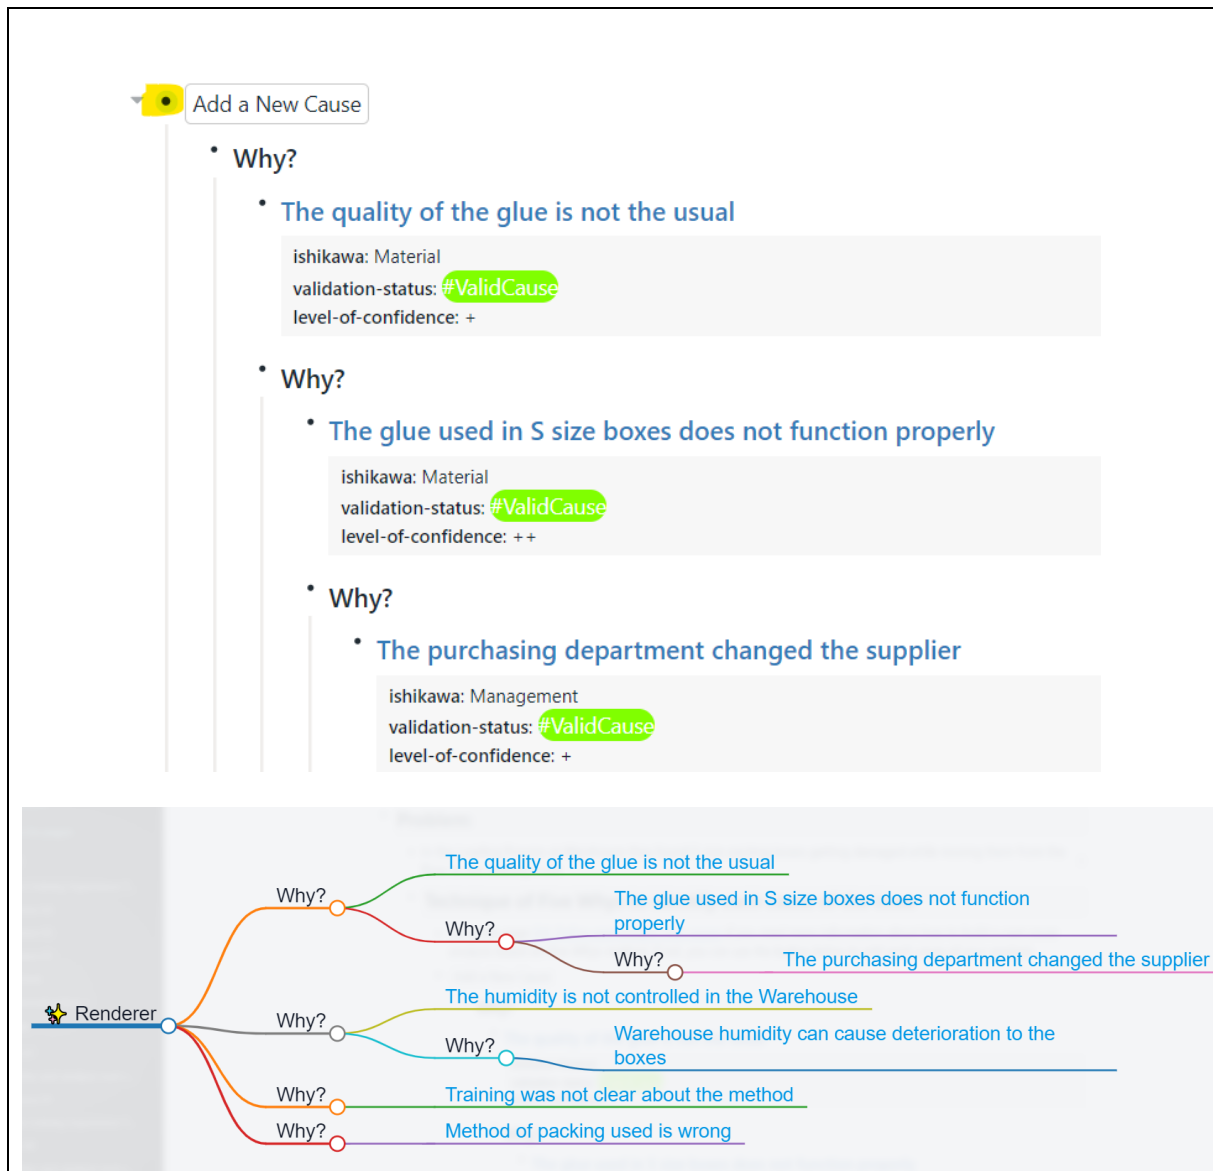 Add a New Cause
Why?
The quality of the glue is not the usual
ishikawa: Material
validation-status: #ValidCause
level-of-confidence: +
Why?
The glue used in S size boxes does not function properly
ishikawa: Material
validation-status: #ValidCause
level-of-confidence: ++
Why?
The purchasing department changed the supplier
ishikawa: Management
validation-status: #ValidCause
level-of-confidence: +
The quality of the glue is not the usual
Why?
The glue used in S size boxes does not function
properly
Why?
Why?
The purchasing department changed the supplier
The humidity is not controlled in the Warehouse
✨ Renderer
Why?
Warehouse humidity can cause deterioration to the
boxes
Why?
Why?
Training was not clear about the method
Why?
Method of packing used is wrong